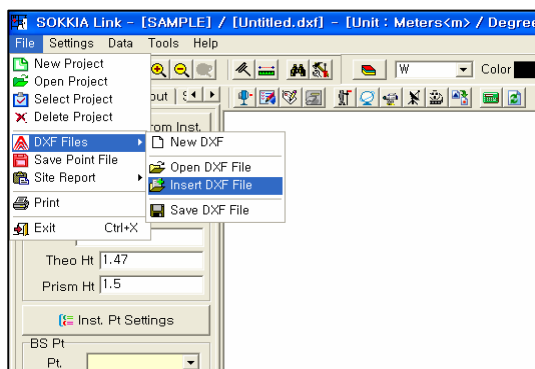 SOKKIA Link - [SAMPLE] / [Untitled.dxf] - [Unit : Meters<m> / Degre
File Settings Data Tools Help
New Project
Open Project
Select Project
Delete Project
DXF Files
Save Point File
Site Report
Print
Exit Ctrl+X
W Color
out
rom Inst.
New DXF
Open DXF File
Insert DXF File
Save DXF File
Theo Ht 1.47
Prism Ht 1.5
Inst. Pt Settings
BS Pt
Pt.